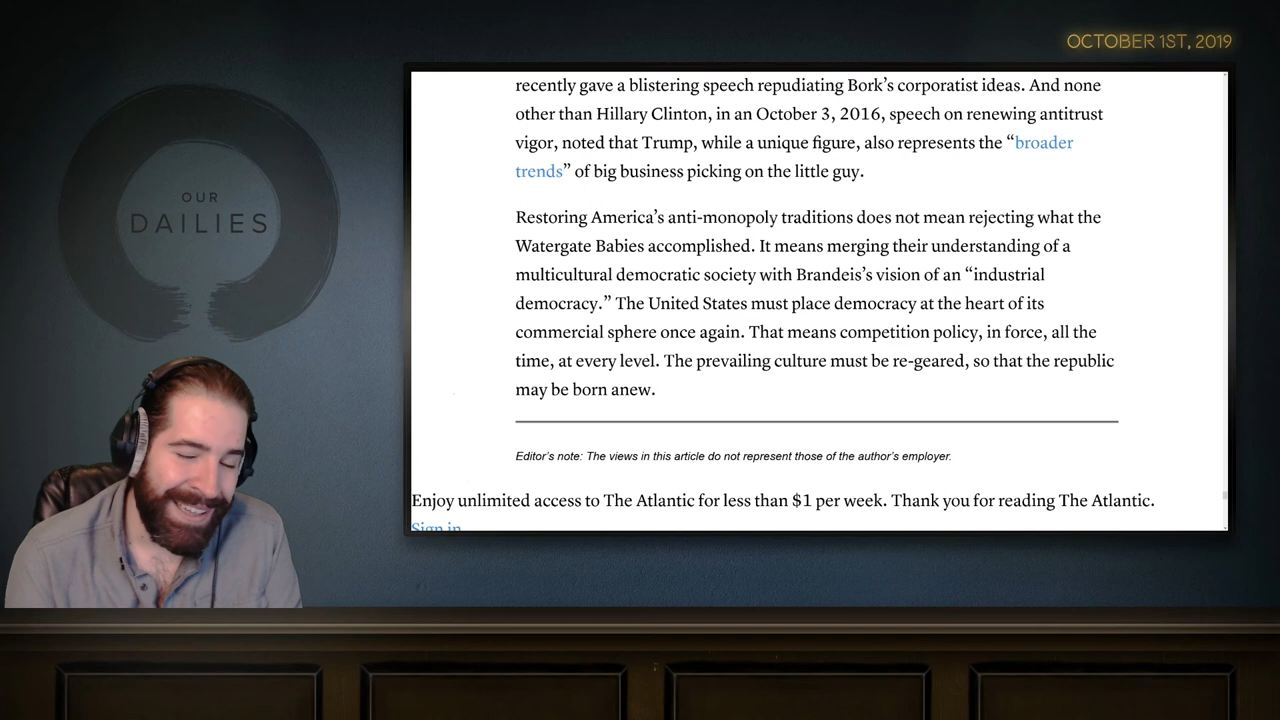 OCTOBER 1ST, 2019
OUR
DAILIES
recently gave a blistering speech repudiating Bork’s corporatist ideas. And none
other than Hillary Clinton, in an October 3, 2016, speech on renewing antitrust
vigor, noted that Trump, while a unique figure, also represents the “broader
trends” of big business picking on the little guy.
Restoring America’s anti-monopoly traditions does not mean rejecting what the
Watergate Babies accomplished. It means merging their understanding of a
multicultural democratic society with Brandeis’s vision of an “industrial
democracy.” The United States must place democracy at the heart of its
commercial sphere once again. That means competition policy, in force, all the
time, at every level. The prevailing culture must be re-geared, so that the republic
may be born anew.
Editor’s note: The views in this article do not represent those of the author’s employer.
Enjoy unlimited access to The Atlantic for less than $1 per week. Thank you for reading The Atlantic.
Sign in